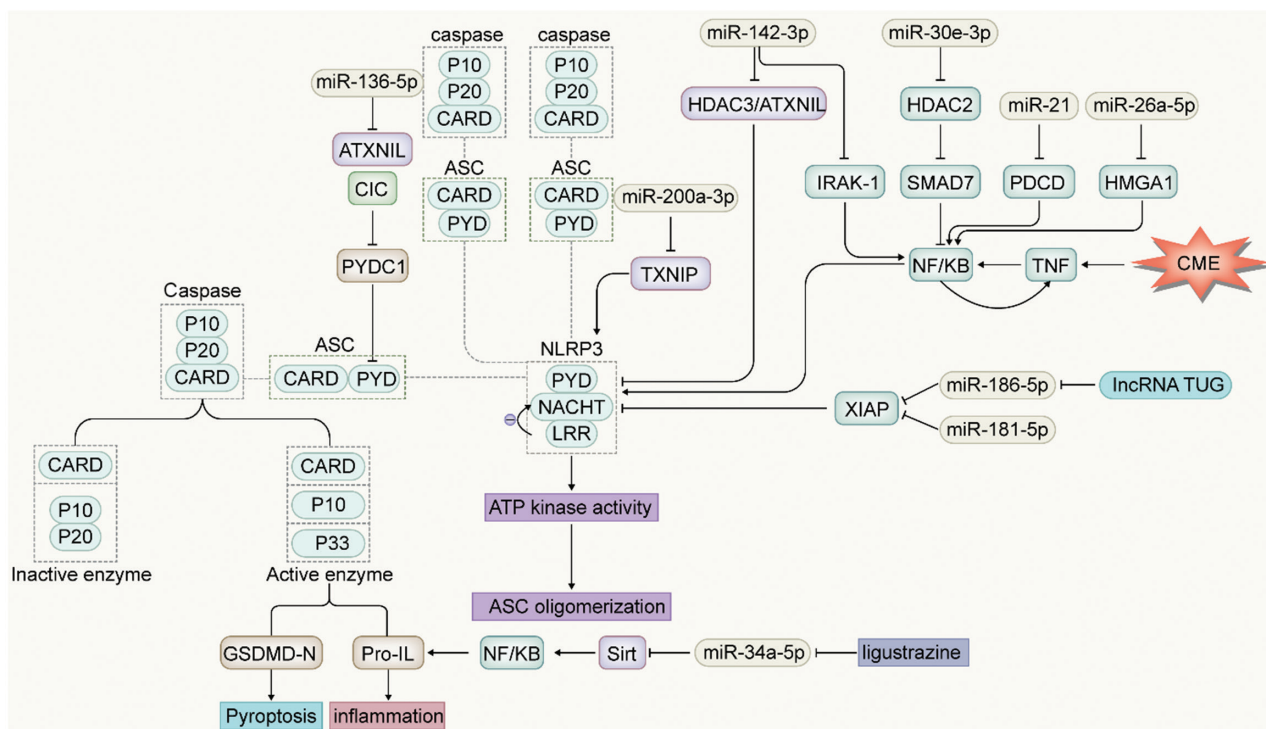 caspase
P10
P20
CARD
ASC
CARD
PYD
caspase
P10
P20
CARD
ASC
CARD
PYD
miR-136-5p
ATXNIL
CIC
PYDC1
miR-200a-3p
TXNIP
miR-142-3p
HDAC3/ATXNIL
IRAK-1
miR-30e-3p
HDAC2
SMAD7
miR-21
PDCD
miR-26a-5p
HMGA1
NF/KB
TNF
CME
Caspase
P10
P20
CARD
ASC
CARD
PYD
NLRP3
PYD
NACHT
LRR
XIAP
miR-186-5p
lncRNA TUG
miR-181-5p
CARD
P10
P20
Inactive enzyme
CARD
P10
P33
Active enzyme
ATP kinase activity
ASC oligomerization
GSDMD-N
Pro-IL
NF/KB
Sirt
miR-34a-5p
ligustrazine
Pyroptosis
inflammation